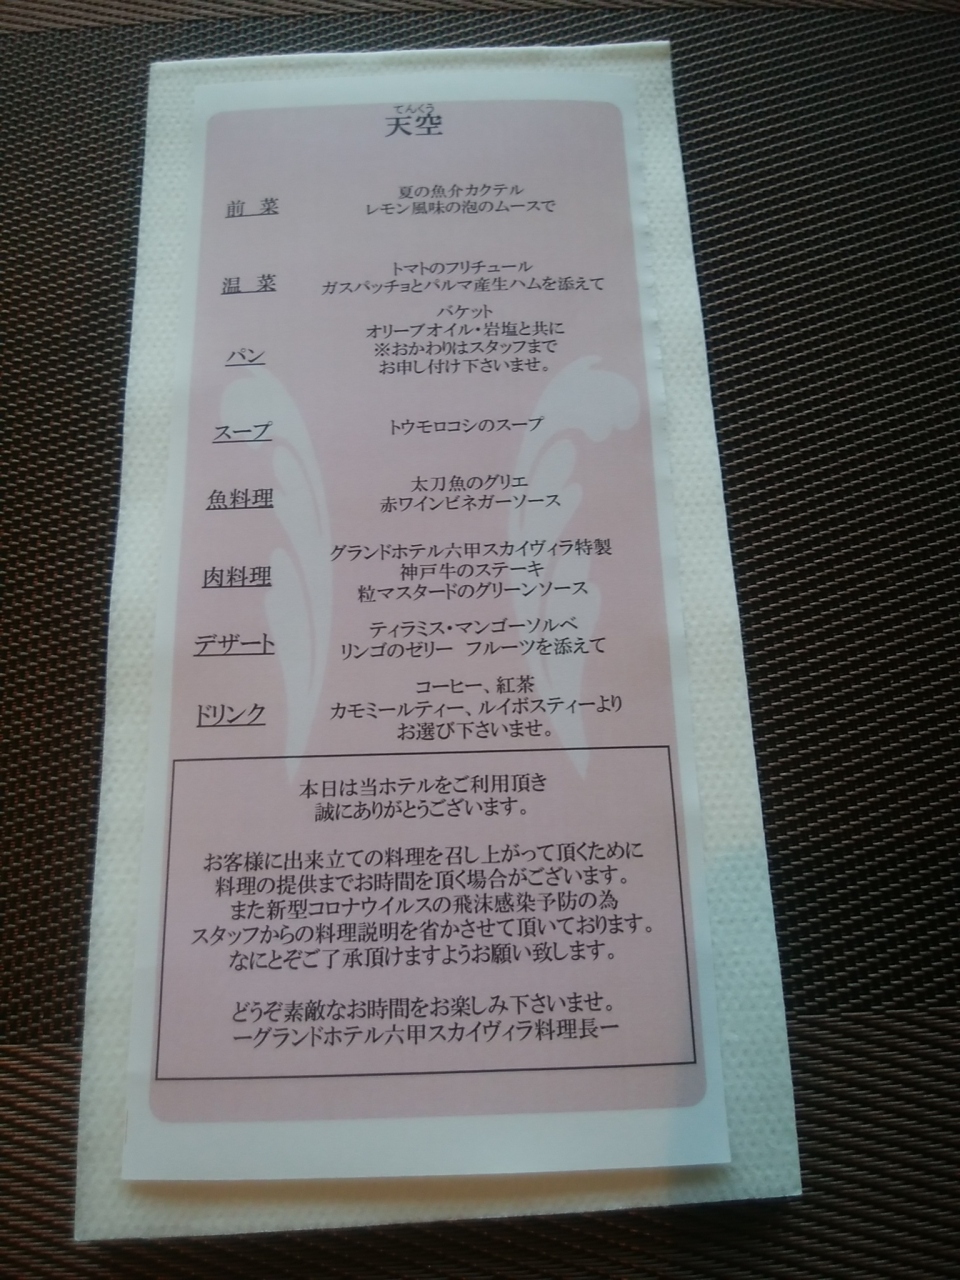 てんくう
天空
前　菜
夏の魚介カクテル
レモン風味の泡のムースで
温　菜
トマトのフリチュール
ガスパッチョとパルマ産生ハムを添えて
パン
バケット
オリーブオイル・岩塩と共に
※おかわりはスタッフまで
お申し付け下さいませ。
スープ
トウモロコシのスープ
魚料理
太刀魚のグリエ
赤ワインビネガーソース
肉料理
グランドホテル六甲スカイヴィラ特製
神戸牛のステーキ
粒マスタードのグリーンソース
デザート
ティラミス・マンゴーソルベ
リンゴのゼリー　フルーツを添えて
ドリンク
コーヒー、紅茶
カモミールティー、ルイボスティーより
お選び下さいませ。
本日は当ホテルをご利用頂き
誠にありがとうございます。
お客様に出来立ての料理を召し上がって頂くために
料理の提供までお時間を頂く場合がございます。
また新型コロナウイルスの飛沫感染予防の為
スタッフからの料理説明を省かさせて頂いております。
なにとぞご了承頂けますようお願い致します。
どうぞ素敵なお時間をお楽しみ下さいませ。
ーグランドホテル六甲スカイヴィラ料理長ー